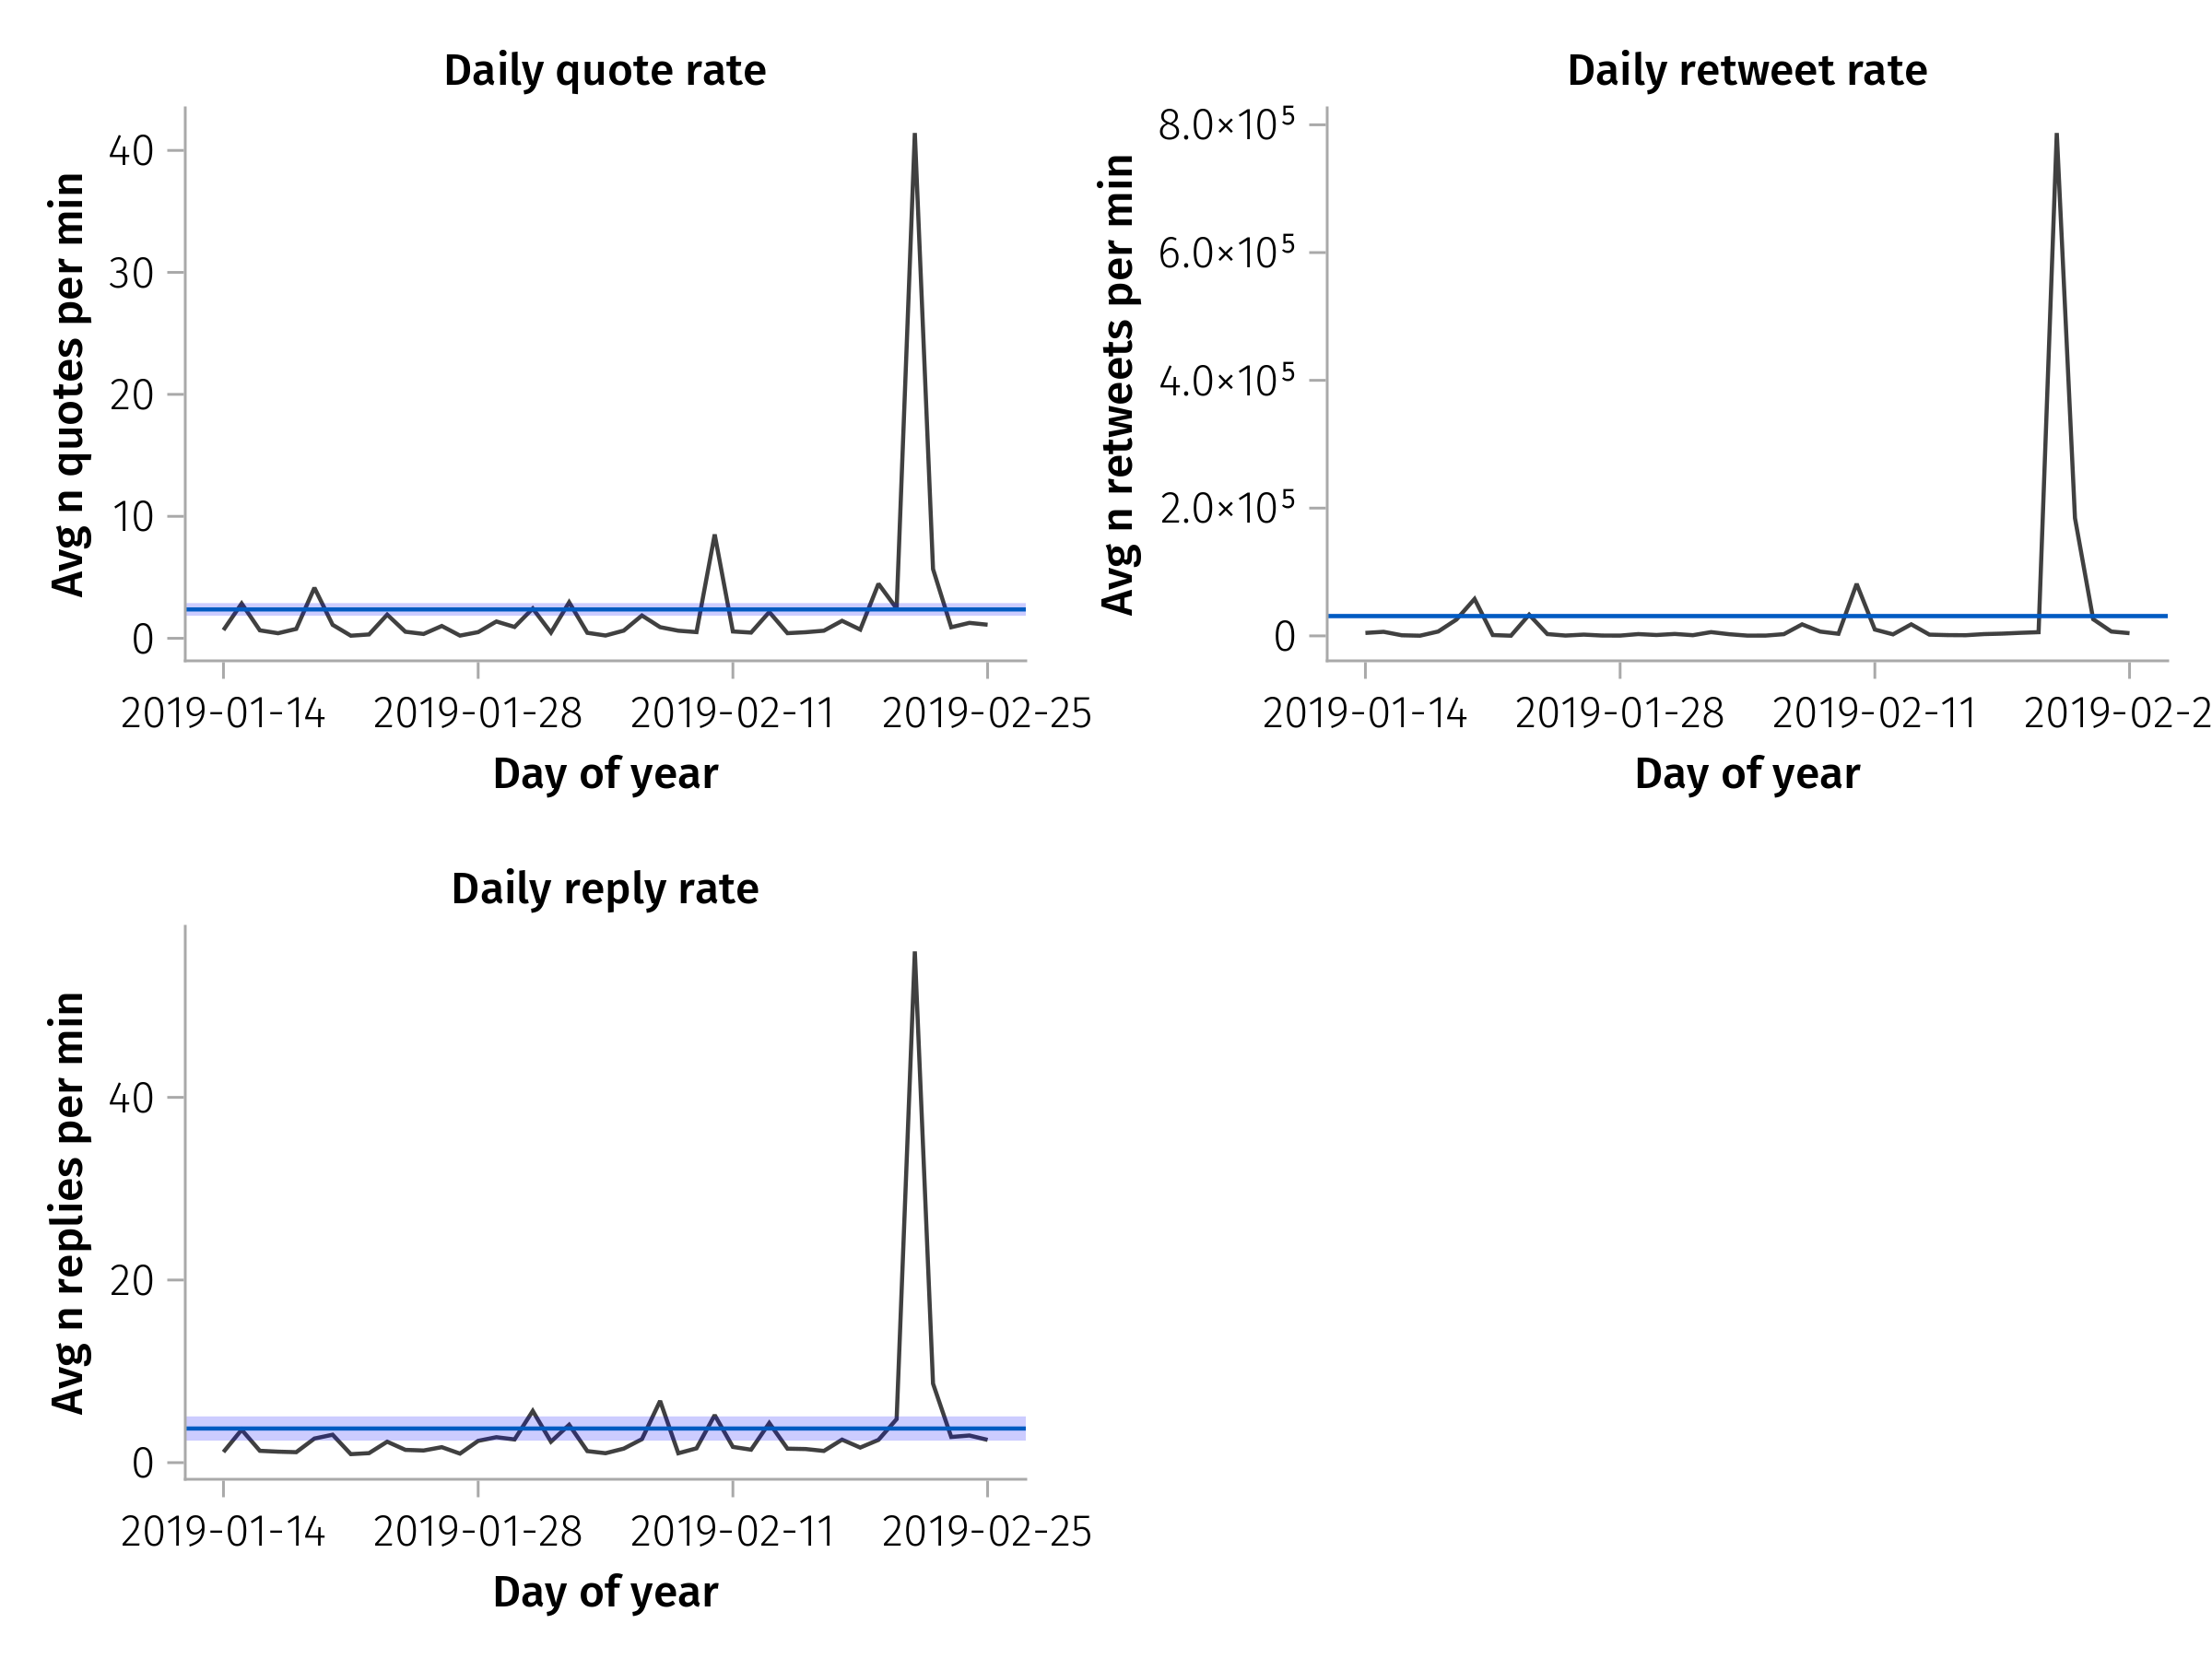 Daily quote rate
Avg n quotes per min
40
30
20
10
0
2019-01-14 2019-01-28 2019-02-11 2019-02-25
Day of year
Daily retweet rate
Avg n retweets per min
8.0×10⁵
6.0×10⁵
4.0×10⁵
2.0×10⁵
0
2019-01-14 2019-01-28 2019-02-11 2019-02-2
Day of year
Daily reply rate
Avg n replies per min
40
20
0
2019-01-14 2019-01-28 2019-02-11 2019-02-25
Day of year